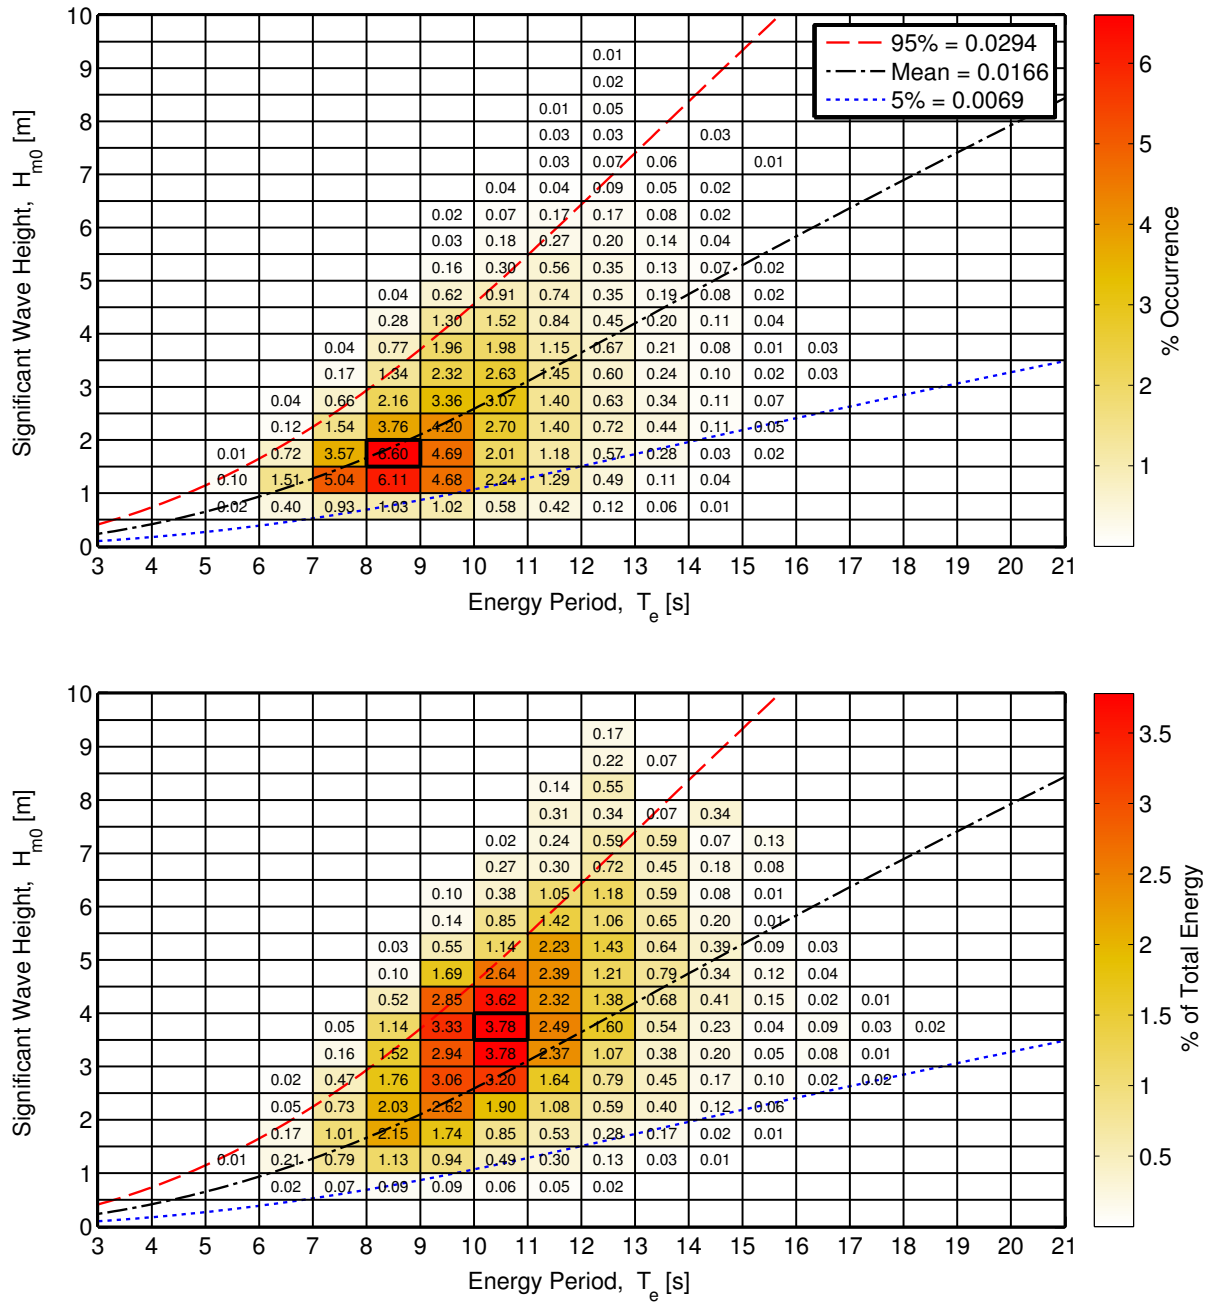 10
9
8
7
6
5
4
3
2
1
0
Significant Wave Height, H_m0 [m]
95% = 0.0294
Mean = 0.0166
5% = 0.0069
0.01
0.02
0.01 0.05
0.03 0.03 0.03
0.03 0.07 0.06 0.01
0.04 0.04 0.09 0.05 0.02
0.02 0.07 0.17 0.17 0.08 0.02
0.03 0.18 0.27 0.20 0.14 0.04
0.16 0.30 0.56 0.35 0.13 0.07 0.02
0.04 0.62 0.91 0.74 0.35 0.19 0.08 0.02
0.28 1.30 1.52 0.84 0.45 0.20 0.11 0.04
0.04 0.77 1.96 1.98 1.15 0.67 0.21 0.08 0.01 0.03
0.17 1.34 2.32 2.63 1.45 0.60 0.24 0.10 0.02 0.03
0.04 0.66 2.16 3.36 3.07 1.40 0.63 0.34 0.11 0.07
0.12 1.54 3.76 4.20 2.70 1.40 0.72 0.44 0.11 0.05
0.01 0.72 3.57 6.60 4.69 2.01 1.18 0.57 0.28 0.03 0.02
0.10 1.51 5.04 6.11 4.68 2.24 1.29 0.49 0.11 0.04
0.02 0.40 0.93 1.03 1.02 0.58 0.42 0.12 0.06 0.01
3 4 5 6 7 8 9 10 11 12 13 14 15 16 17 18 19 20 21
Energy Period, T_e [s]
6
5
4
3
2
1
% Occurrence
10
9
8
7
6
5
4
3
2
1
0
Significant Wave Height, H_m0 [m]
0.17
0.22 0.07
0.14 0.55
0.31 0.34 0.07 0.34
0.02 0.24 0.59 0.59 0.07 0.13
0.27 0.30 0.72 0.45 0.18 0.08
0.10 0.38 1.05 1.18 0.59 0.08 0.01
0.14 0.85 1.42 1.06 0.65 0.20 0.01
0.03 0.55 1.14 2.23 1.43 0.64 0.39 0.09 0.03
0.10 1.69 2.64 2.39 1.21 0.79 0.34 0.12 0.04
0.52 2.85 3.62 2.32 1.38 0.68 0.41 0.15 0.02 0.01
0.05 1.14 3.33 3.78 2.49 1.60 0.54 0.23 0.04 0.09 0.03 0.02
0.16 1.52 2.94 3.78 2.37 1.07 0.38 0.20 0.05 0.08 0.01
0.02 0.47 1.76 3.06 3.20 1.64 0.79 0.45 0.17 0.10 0.02 0.02
0.05 0.73 2.03 2.62 1.90 1.08 0.59 0.40 0.12 0.06
0.17 1.01 2.15 1.74 0.85 0.53 0.28 0.17 0.02 0.01
0.01 0.21 0.79 1.13 0.94 0.49 0.30 0.13 0.03 0.01
0.02 0.07 0.09 0.09 0.06 0.05 0.02
3 4 5 6 7 8 9 10 11 12 13 14 15 16 17 18 19 20 21
Energy Period, T_e [s]
3.5
3
2.5
2
1.5
1
0.5
% of Total Energy